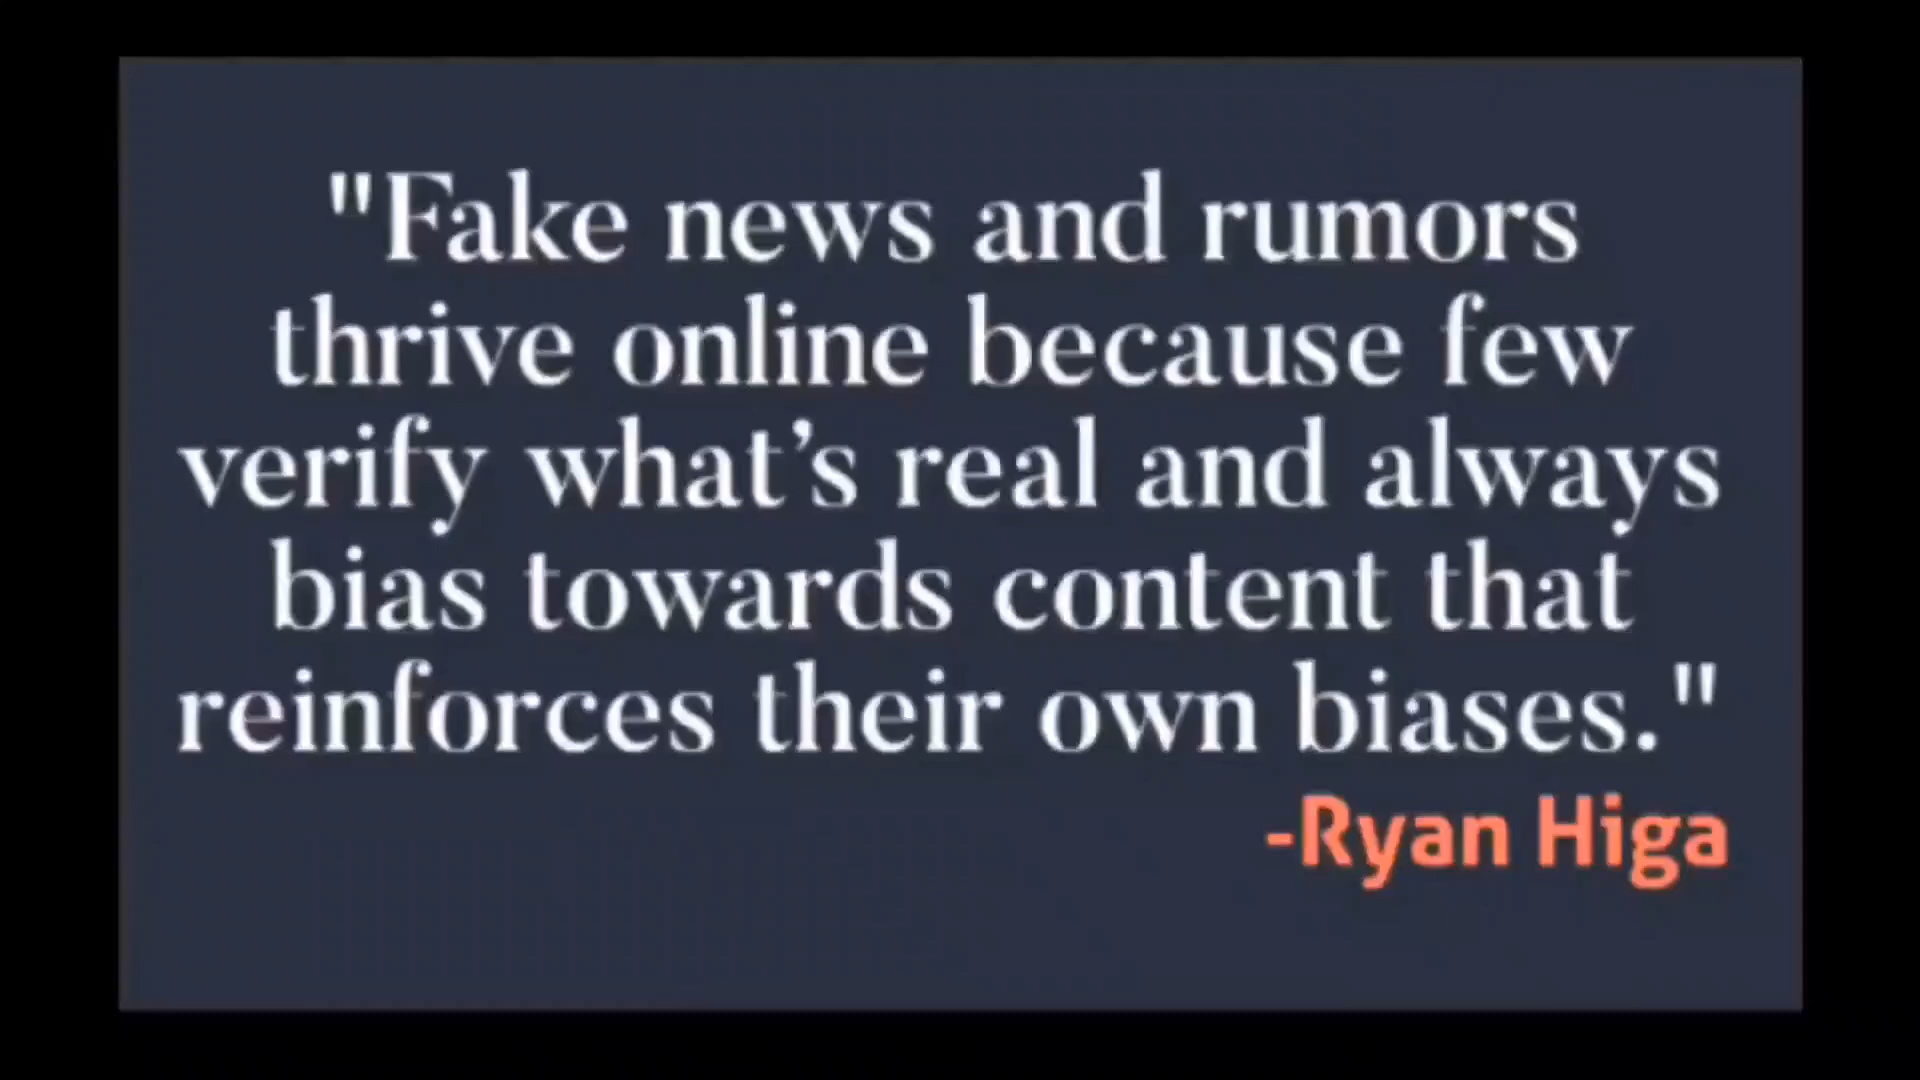 "Fake news and rumors
thrive online because few
verify what’s real and always
bias towards content that
reinforces their own biases."
-Ryan Higa